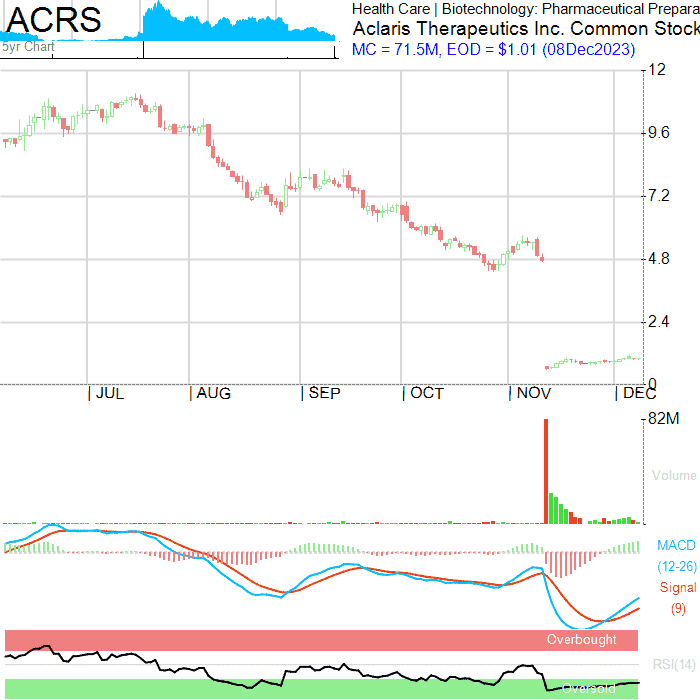 ACRS
5yr Chart
Health Care | Biotechnology: Pharmaceutical Prepara
Aclaris Therapeutics Inc. Common Stock
MC = 71.5M, EOD = $1.01 (08Dec2023)
12
9.6
7.2
4.8
2.4
0
JUL AUG SEP OCT NOV DEC
82M
Volume
MACD
(12-26)
Signal
(9)
Overbought
RSI(14)
Oversold